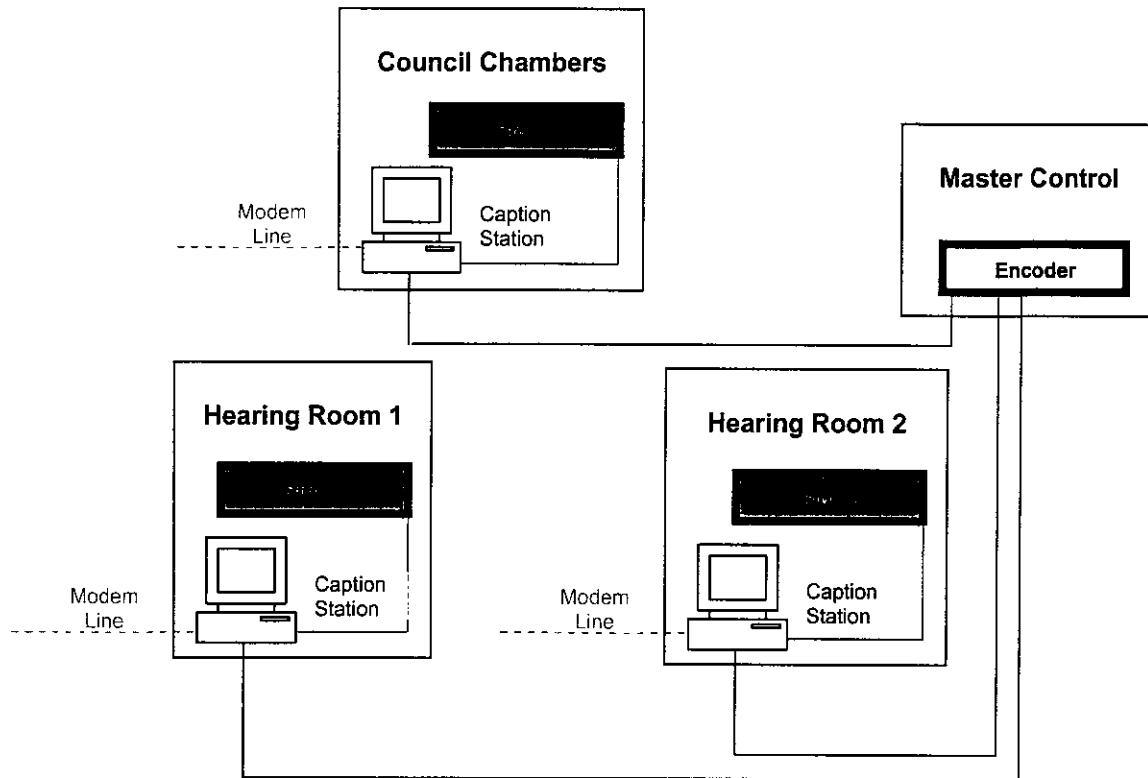 Council Chambers
Modem
Line
Caption
Station
Master Control
Encoder
Hearing Room 1
Modem
Line
Caption
Station
Hearing Room 2
Modem
Line
Caption
Station